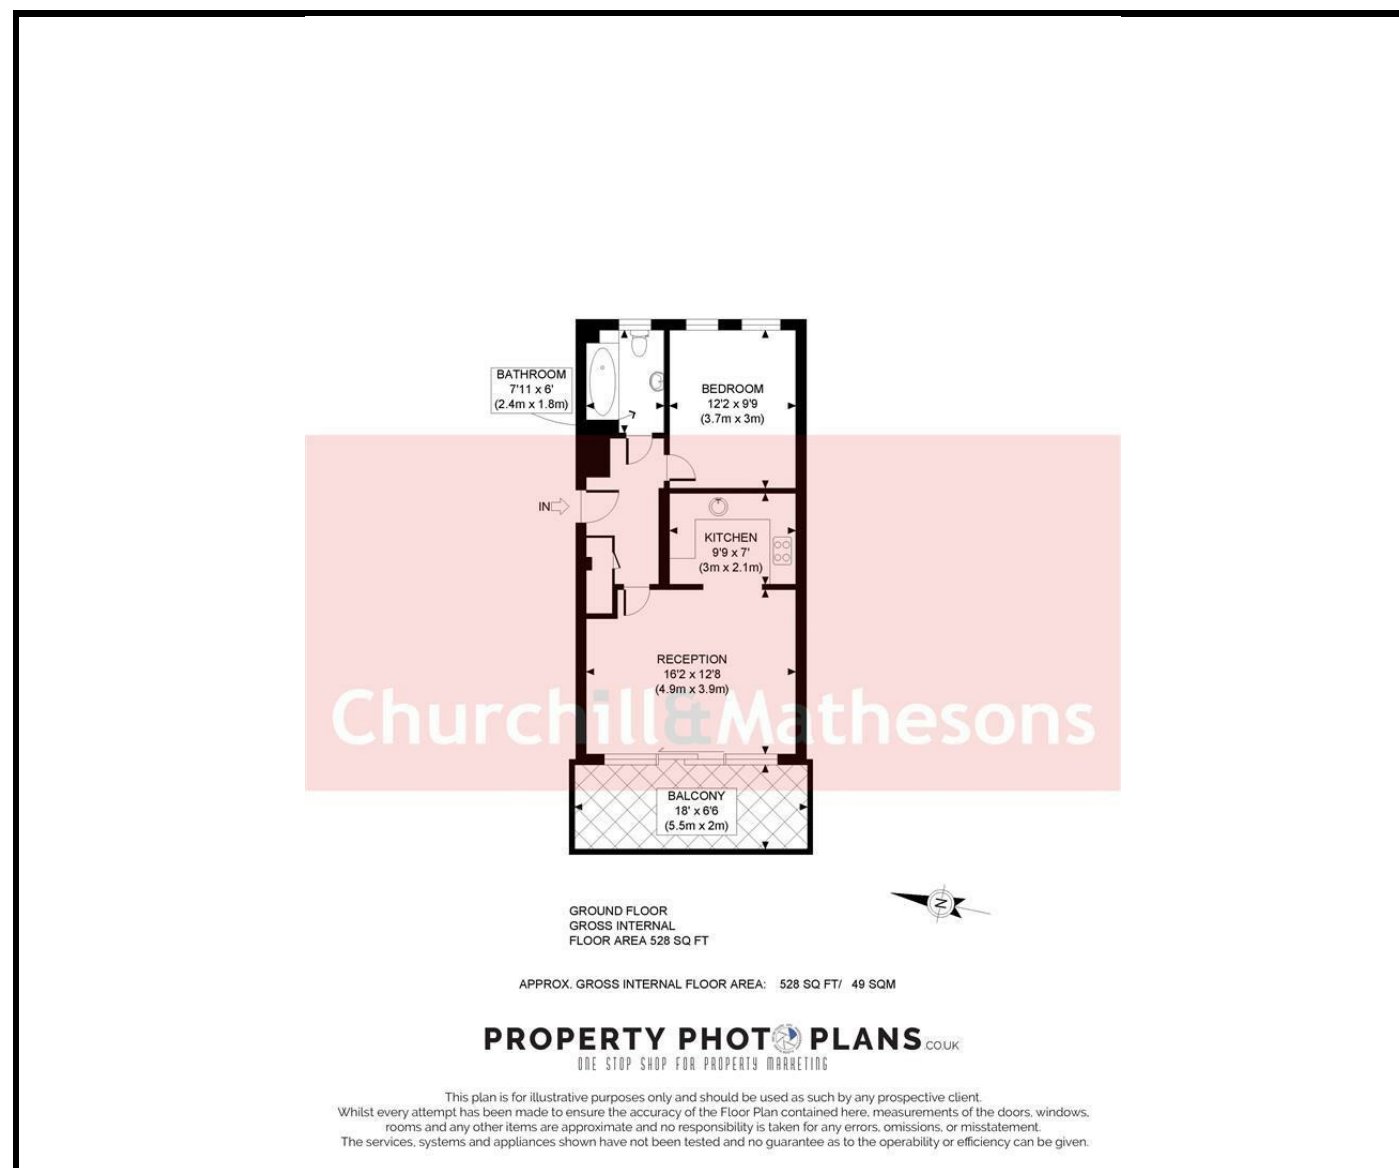 BATHROOM
7'11 x 6'
(2.4m x 1.8m)
BEDROOM
12'2 x 9'9
(3.7m x 3m)
IN
KITCHEN
9'9 x 7'
(3m x 2.1m)
RECEPTION
16'2 x 12'8
(4.9m x 3.9m)
Churchill&Mathesons
BALCONY
18' x 6'6
(5.5m x 2m)
N
GROUND FLOOR
GROSS INTERNAL
FLOOR AREA 528 SQ FT
APPROX. GROSS INTERNAL FLOOR AREA: 528 SQ FT/ 49 SQM
PROPERTY PHOTO PLANS.CO.UK
ONE STOP SHOP FOR PROPERTY MARKETING
This plan is for illustrative purposes only and should be used as such by any prospective client.
Whilst every attempt has been made to ensure the accuracy of the Floor Plan contained here, measurements of the doors, windows,
rooms and any other items are approximate and no responsibility is taken for any errors, omissions, or misstatement.
The services, systems and appliances shown have not been tested and no guarantee as to the operability or efficiency can be given.